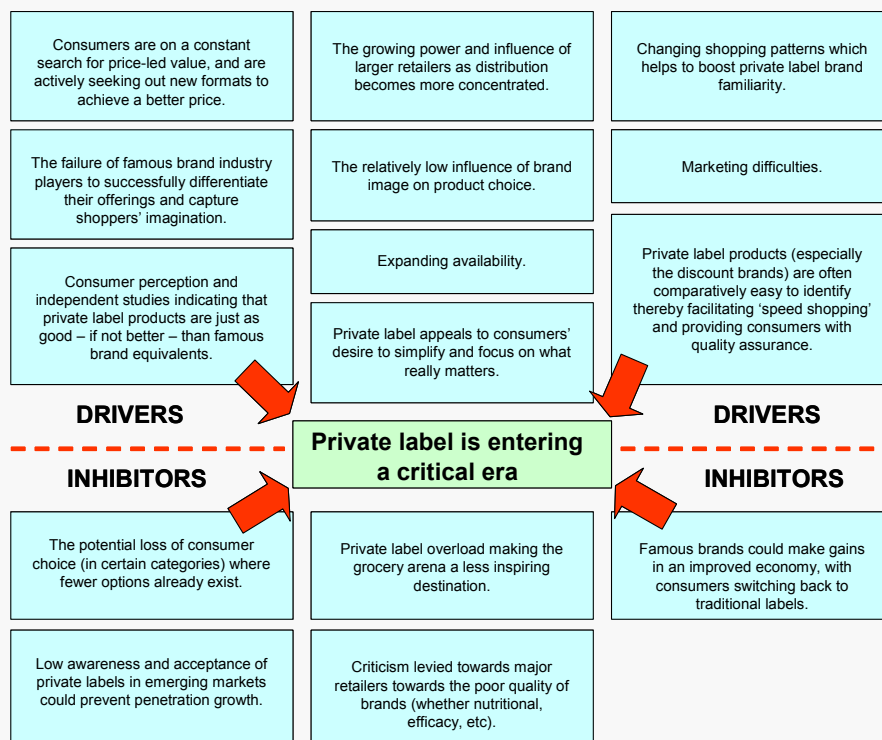 Consumers are on a constant
search for price-led value, and are
actively seeking out new formats to
achieve a better price.
The growing power and influence of
larger retailers as distribution
becomes more concentrated.
Changing shopping patterns which
helps to boost private label brand
familiarity.
The failure of famous brand industry
players to successfully differentiate
their offerings and capture
shoppers' imagination.
The relatively low influence of brand
image on product choice.
Marketing difficulties.
Consumer perception and
independent studies indicating that
private label products are just as
good – if not better – than famous
brand equivalents.
Expanding availability.
Private label appeals to consumers'
desire to simplify and focus on what
really matters.
Private label products (especially
the discount brands) are often
comparatively easy to identify
thereby facilitating 'speed shopping'
and providing consumers with
quality assurance.
DRIVERS
DRIVERS
Private label is entering
a critical era
INHIBITORS
INHIBITORS
The potential loss of consumer
choice (in certain categories) where
fewer options already exist.
Private label overload making the
grocery arena a less inspiring
destination.
Famous brands could make gains
in an improved economy, with
consumers switching back to
traditional labels.
Low awareness and acceptance of
private labels in emerging markets
could prevent penetration growth.
Criticism levied towards major
retailers towards the poor quality of
brands (whether nutritional,
efficacy, etc).